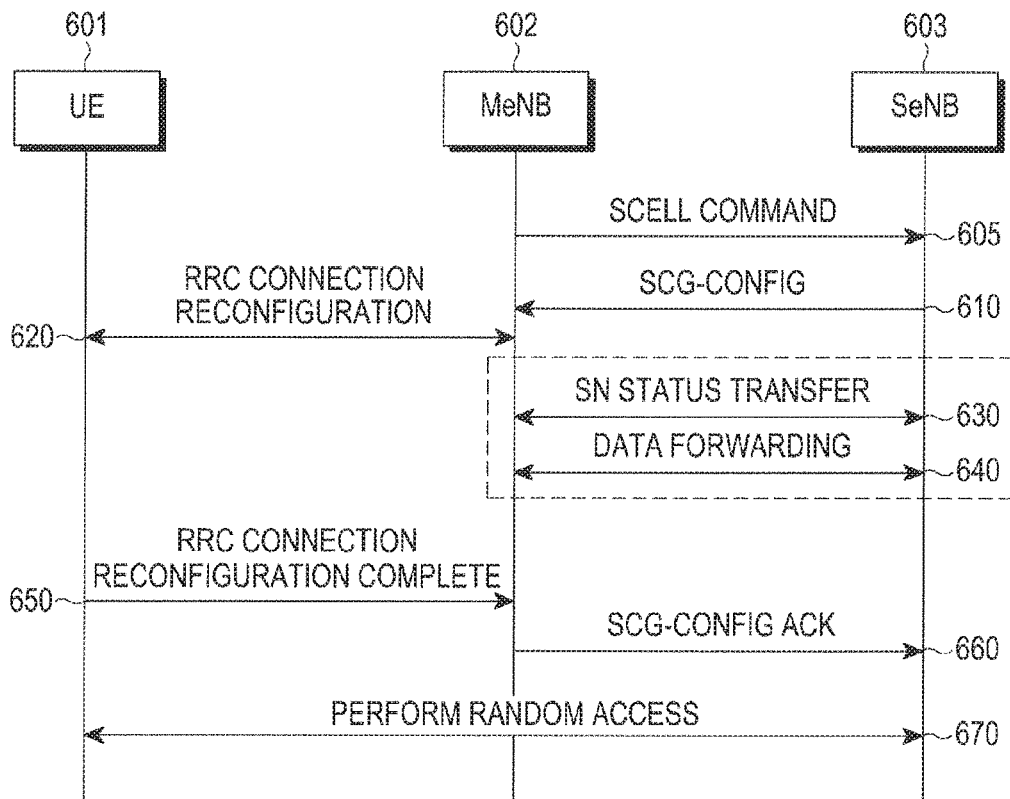 601
602
603
UE
MeNB
SeNB
SCELL COMMAND
605
RRC CONNECTION
RECONFIGURATION
SCG-CONFIG
610
620
SN STATUS TRANSFER
630
DATA FORWARDING
640
RRC CONNECTION
RECONFIGURATION COMPLETE
650
SCG-CONFIG ACK
660
PERFORM RANDOM ACCESS
670